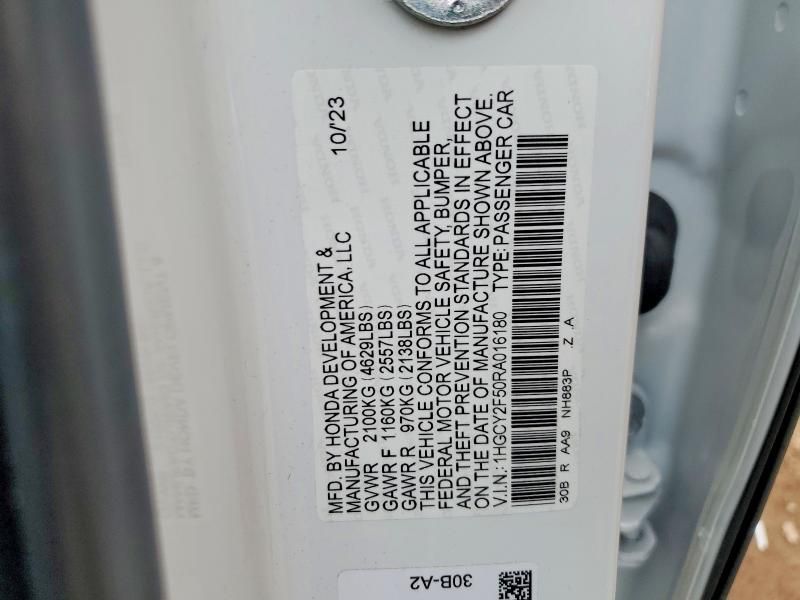 MFD. BY HONDA DEVELOPMENT & 10/'23
MANUFACTURING OF AMERICA, LLC
GVWR 2100KG (4629LBS)
GAWR F 1160KG (2557LBS)
GAWR R 970KG (2138LBS)
THIS VEHICLE CONFORMS TO ALL APPLICABLE
FEDERAL MOTOR VEHICLE SAFETY, BUMPER,
AND THEFT PREVENTION STANDARDS IN EFFECT
ON THE DATE OF MANUFACTURE SHOWN ABOVE.
V.I.N.:1HGCY2F50RA016180 TYPE:PASSENGER CAR
30B R AA9 NH883P Z .A
30B-A2